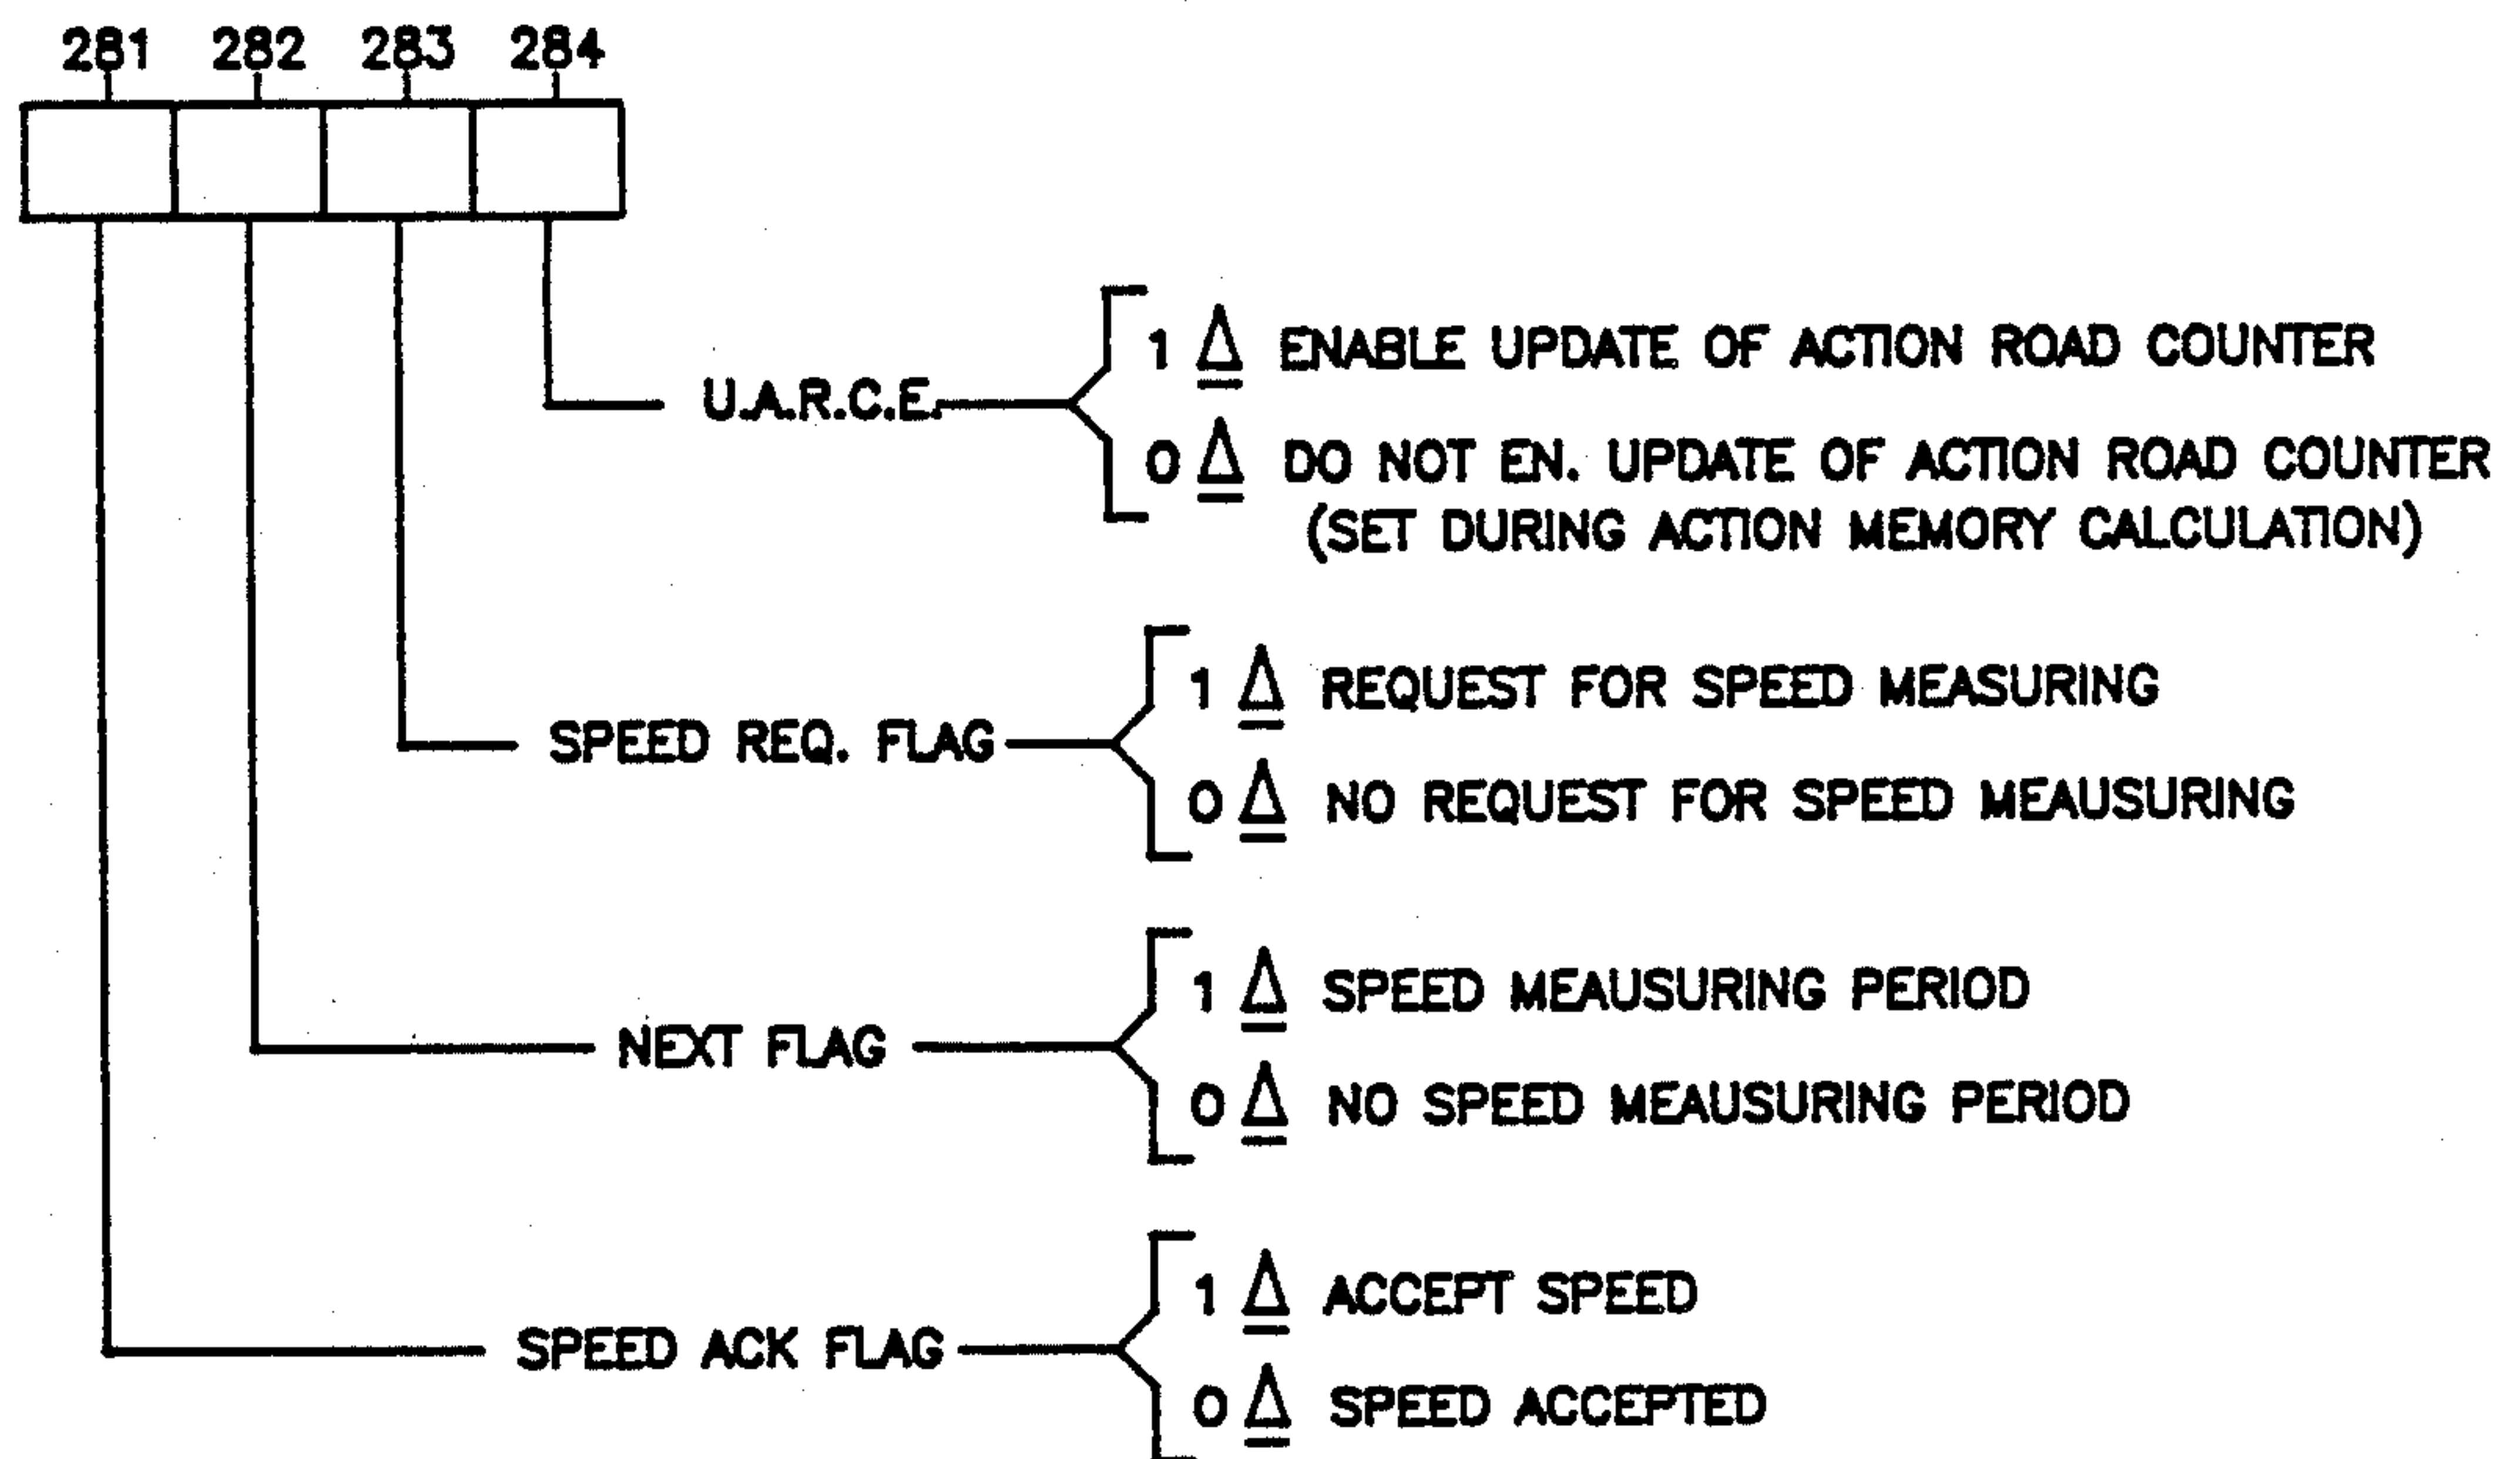 281 282 283 284
1 ≙ ENABLE UPDATE OF ACTION ROAD COUNTER
U.A.R.C.E.
0 ≙ DO NOT EN. UPDATE OF ACTION ROAD COUNTER
(SET DURING ACTION MEMORY CALCULATION)
1 ≙ REQUEST FOR SPEED MEASURING
SPEED REQ. FLAG
0 ≙ NO REQUEST FOR SPEED MEAUSURING
1 ≙ SPEED MEAUSURING PERIOD
NEXT FLAG
0 ≙ NO SPEED MEAUSURING PERIOD
1 ≙ ACCEPT SPEED
SPEED ACK FLAG
0 ≙ SPEED ACCEPTED